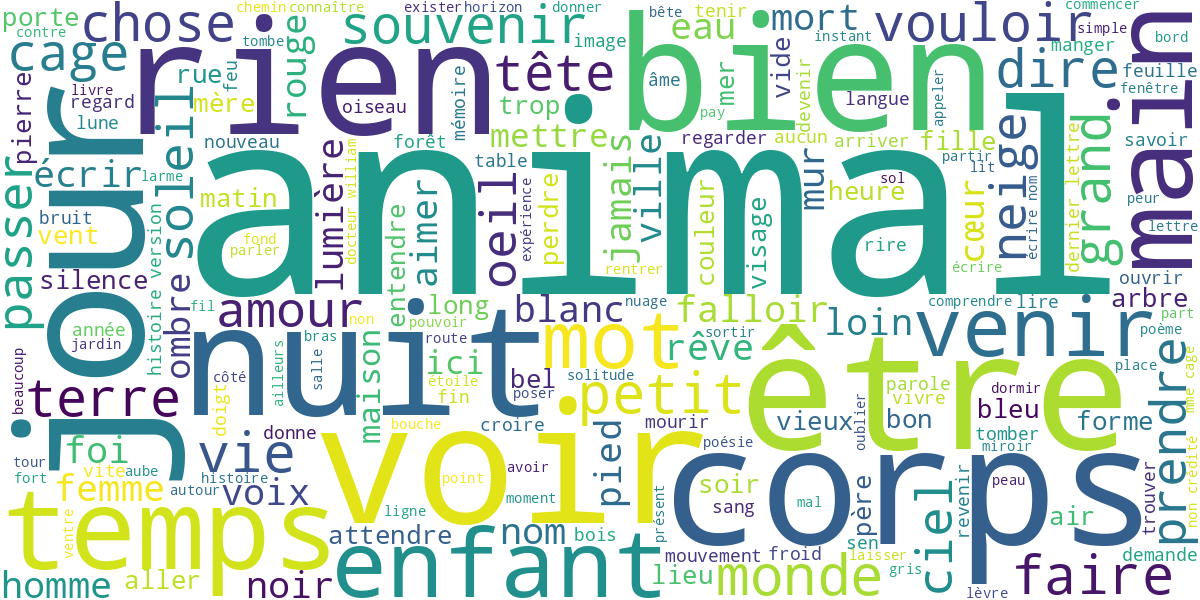 porte
contre
chose
chemin
connaître
exister
horizon
donner
souvenir
tombe
image
bête
tenir
eau
mort
instant
vouloir
commencer
simple
bord
cage
rien
rouge
tête
bien
âme
mer
vide
devenir
dire
manger
feuille
fenêtre
main
livre
regard
rue
feu
mère
oiseau
mémoire
trop
pay
langue
appeler
pierre
lune
nouveau
forêt
mettre
regarder
aucun
arriver
fille
savoir
partir
lit
jour
soleil
écrire
larme
animal
table
jamais
ville
mur
heure
sol
neige
grand
peur
lettre
passer
matin
lumière
docteur william
aimer
oeil
expérience
perdre
couleur
visage
rire
cœur
écrire nom
dernier lettre
bruit
vent
fond
parler
entendre
rentrer
écrire
ouvrir
silence
histoire version
ombre
fil
amour
non
long
pouvoir
blanc
nuage
falloir
loin
comprendre
lire
arbre
part
année
jardin
nuit
bras
route
mot
sortir
rêve
venir
poème
place
beaucoup
terre
côté
ailleurs
salle
maison
ici
étoile
fin
bel
poser
solitude
petit
être
parole
vivre
dormir
bleu
prendre
mme cage
doigt
donne
bouche
croire
mourir
vieux
oublier
bon
tomber
miroir
forme
foi
vie
voir
pied
poésie
corps
tour
fort
vite
aube
histoire
autour
avoir
point
moment
soir
sang
mal
peau
revenir
trouver
non crédité
femme
voix
ligne
temps
ventre
attendre
nom
bois
présent
père
ciel
air
enfant
mouvement
froid
sen
laisser
gris
demande
homme
aller
noir
lieu
monde
lèvre
faire